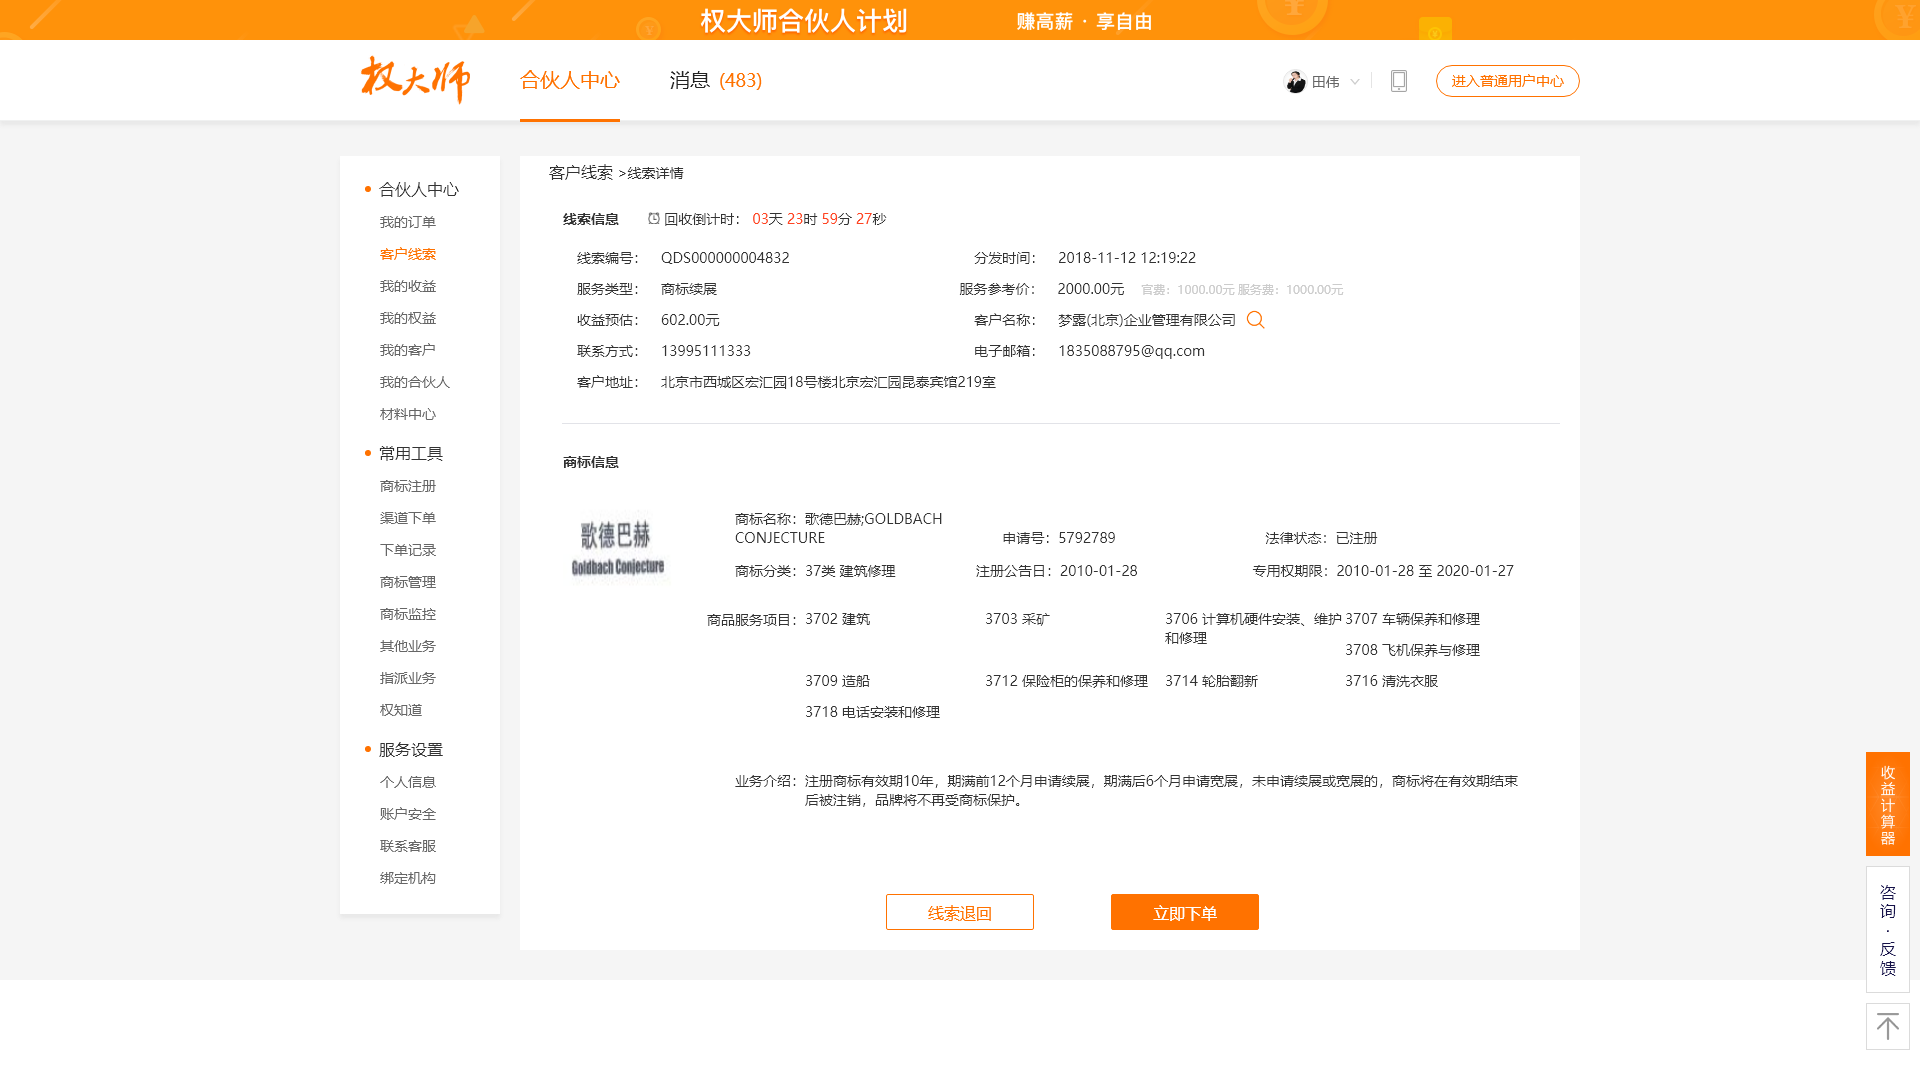 权大师合伙人计划 赚高薪 · 享自由
权大师 合伙人中心 消息 (483) 田伟 进入普通用户中心
合伙人中心
我的订单
客户线索
我的收益
我的权益
我的客户
我的合伙人
材料中心
常用工具
商标注册
渠道下单
下单记录
商标管理
商标监控
其他业务
指派业务
权知道
服务设置
个人信息
账户安全
联系客服
绑定机构
客户线索 >线索详情
线索信息 回收倒计时： 03天 23时 59分 27秒
线索编号： QDS000000004832 分发时间： 2018-11-12 12:19:22
服务类型： 商标续展 服务参考价： 2000.00元 官费：1000.00元 服务费：1000.00元
收益预估： 602.00元 客户名称： 梦露(北京)企业管理有限公司
联系方式： 13995111333 电子邮箱： 1835088795@qq.com
客户地址： 北京市西城区宏汇园18号楼北京宏汇园昆泰宾馆219室
商标信息
歌德巴赫
Goldbach Conjecture
商标名称：歌德巴赫;GOLDBACH
CONJECTURE 申请号：5792789 法律状态：已注册
商标分类：37类 建筑修理 注册公告日：2010-01-28 专用权期限：2010-01-28 至 2020-01-27
商品服务项目：3702 建筑 3703 采矿 3706 计算机硬件安装、维护 3707 车辆保养和修理
和修理
3708 飞机保养与修理
3709 造船 3712 保险柜的保养和修理 3714 轮胎翻新 3716 清洗衣服
3718 电话安装和修理
业务介绍：注册商标有效期10年，期满前12个月申请续展，期满后6个月申请宽展，未申请续展或宽展的，商标将在有效期结束
后被注销，品牌将不再受商标保护。
线索退回 立即下单
收益计算器
咨询·反馈